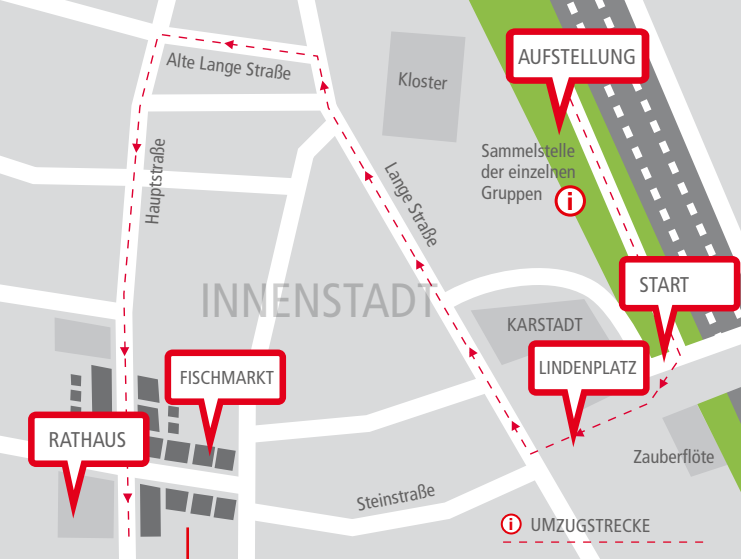 AUFSTELLUNG
Alte Lange Straße
Kloster
Sammelstelle
der einzelnen
Gruppen
i
Hauptstraße
Lange Straße
START
INNENSTADT
KARSTADT
LINDENPLATZ
FISCHMARKT
RATHAUS
Zauberflöte
Steinstraße
i UMZUGSTRECKE